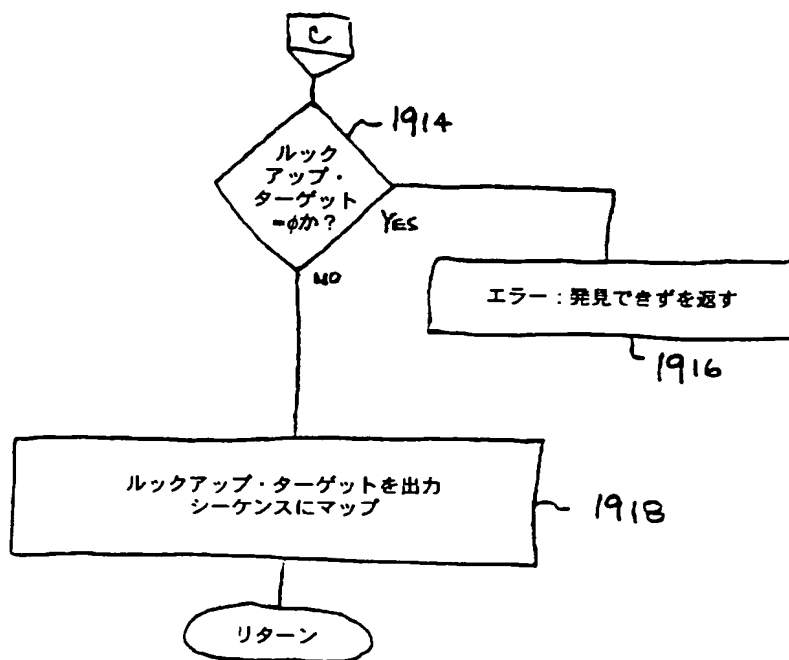 C
1914
ルック
アップ・
ターゲット
=φか?
YES
NO
エラー:発見できずを返す
1916
ルックアップ・ターゲットを出力
シーケンスにマップ
1918
リターン